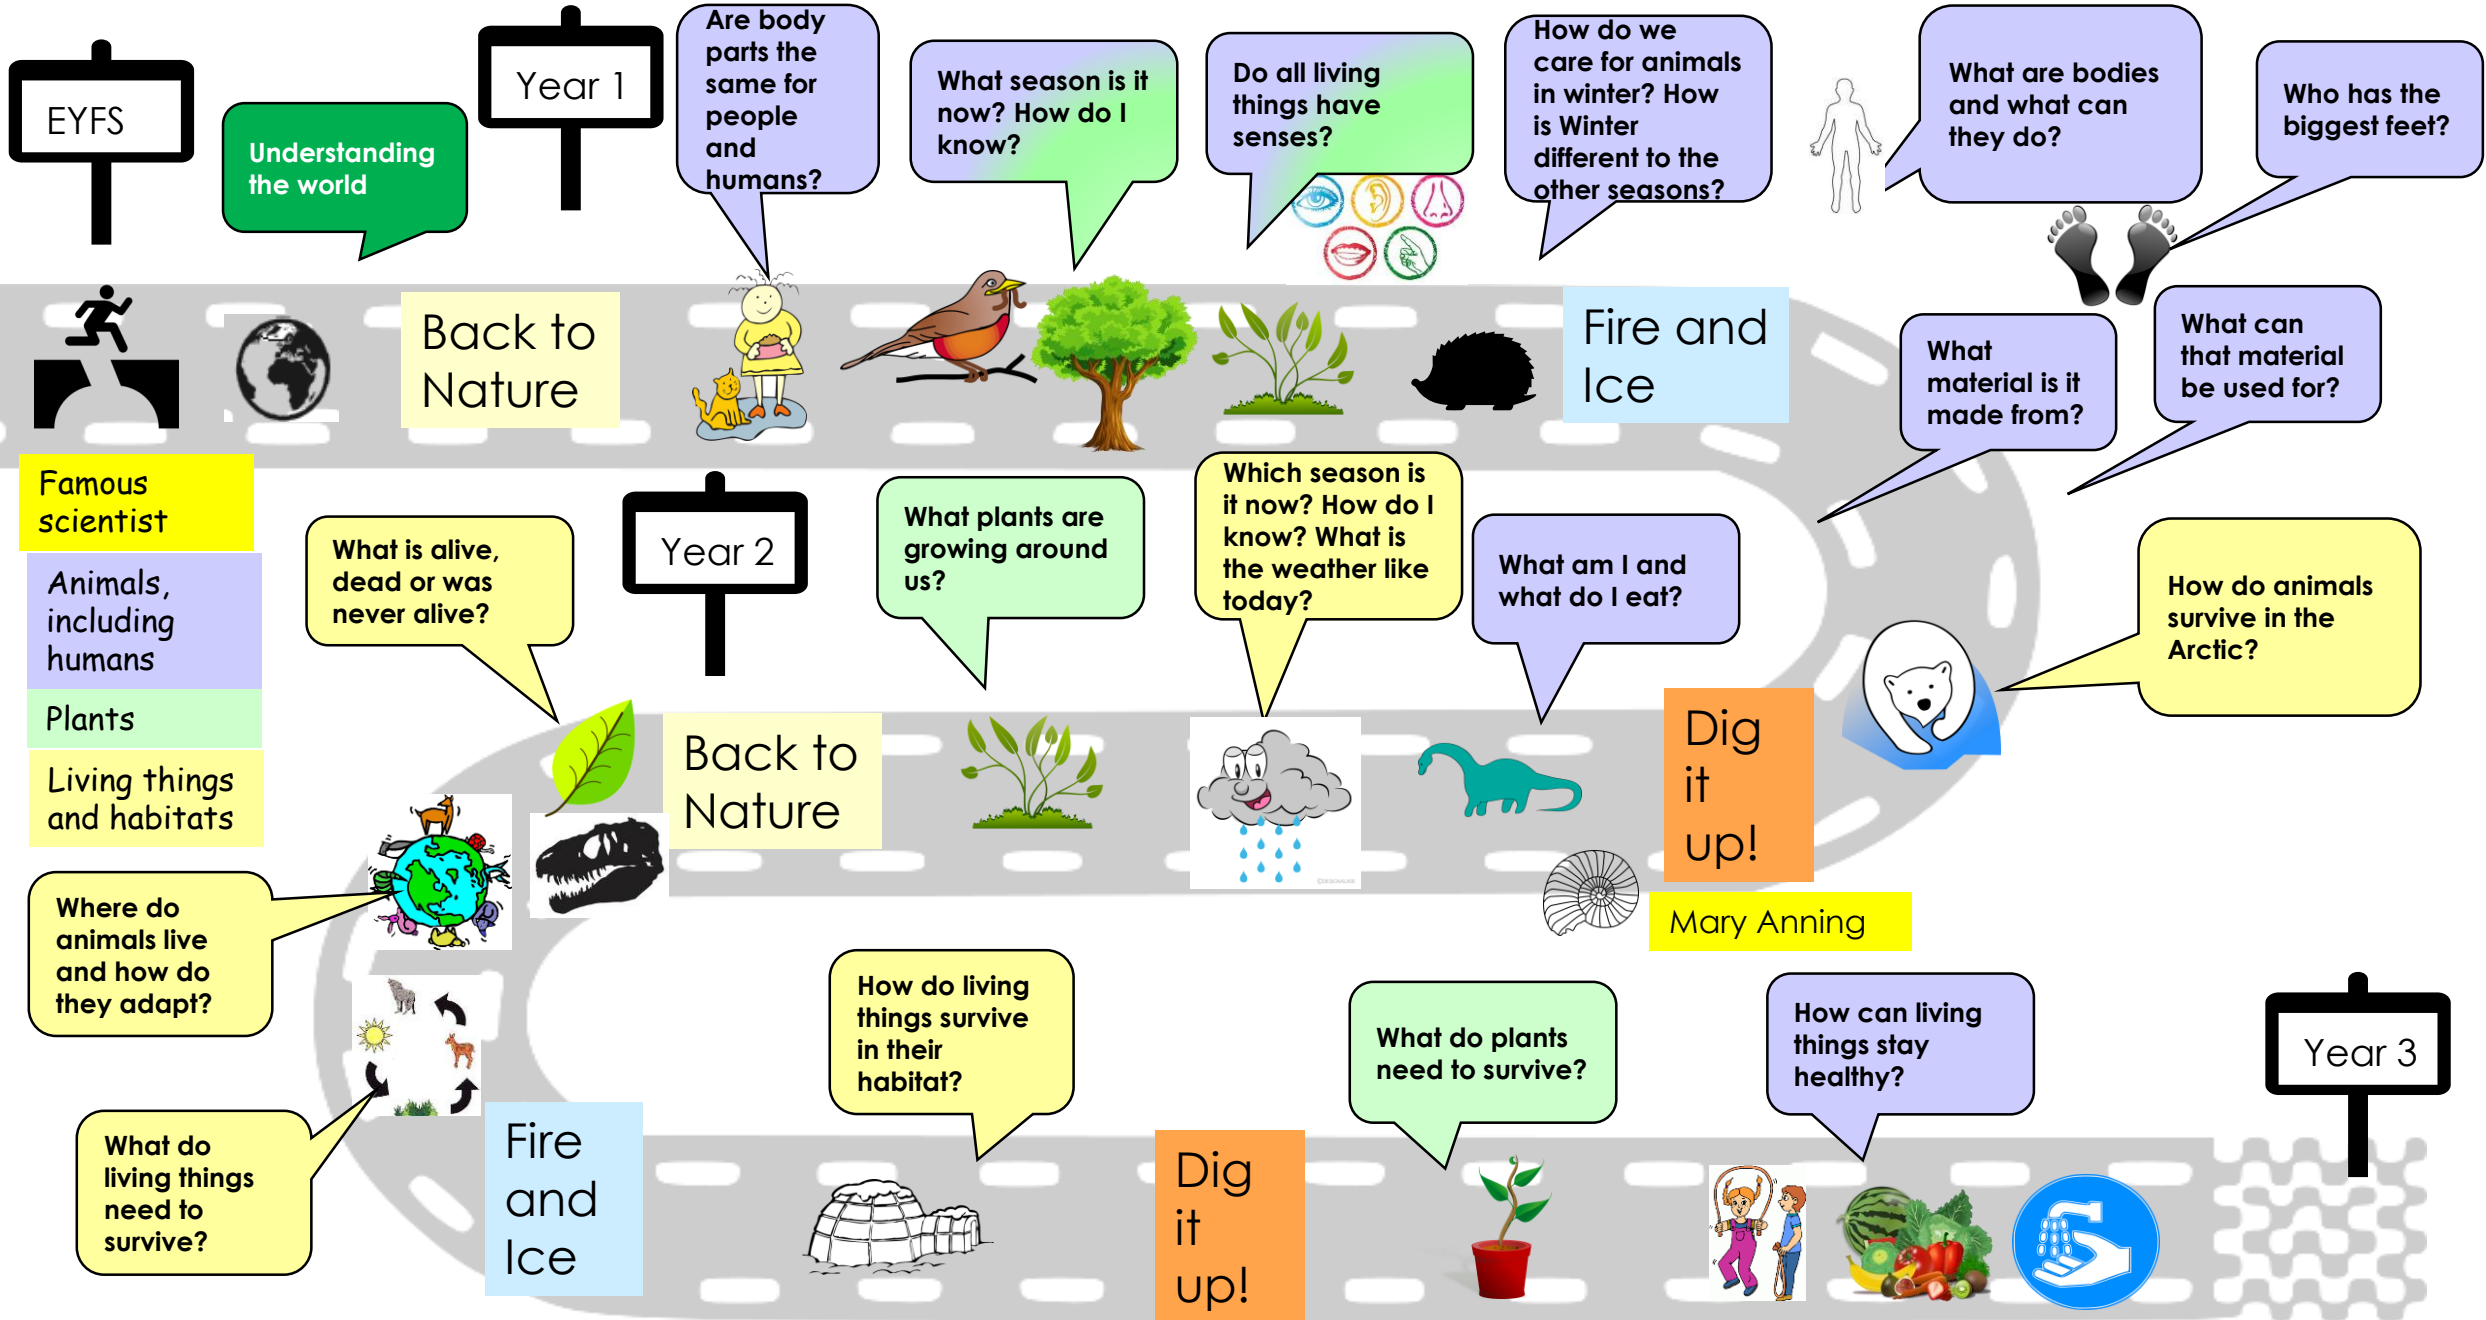 EYFS
Understanding
the world
Year 1
Are body
parts the
same for
people
and
humans?
What season is it
now? How do I
know?
Do all living
things have
senses?
How do we
care for animals
in winter? How
is Winter
different to the
other seasons?
What are bodies
and what can
they do?
Who has the
biggest feet?
Back to
Nature
Fire and
Ice
What
material is it
made from?
What can
that material
be used for?
Famous
scientist
Animals,
including
humans
Plants
Living things
and habitats
What is alive,
dead or was
never alive?
Year 2
What plants are
growing around
us?
Which season is
it now? How do I
know? What is
the weather like
today?
What am I and
what do I eat?
How do animals
survive in the
Arctic?
Back to
Nature
Dig
it
up!
Mary Anning
Where do
animals live
and how do
they adapt?
How do living
things survive
in their
habitat?
What do plants
need to survive?
How can living
things stay
healthy?
Year 3
What do
living things
need to
survive?
Fire
and
Ice
Dig
it
up!